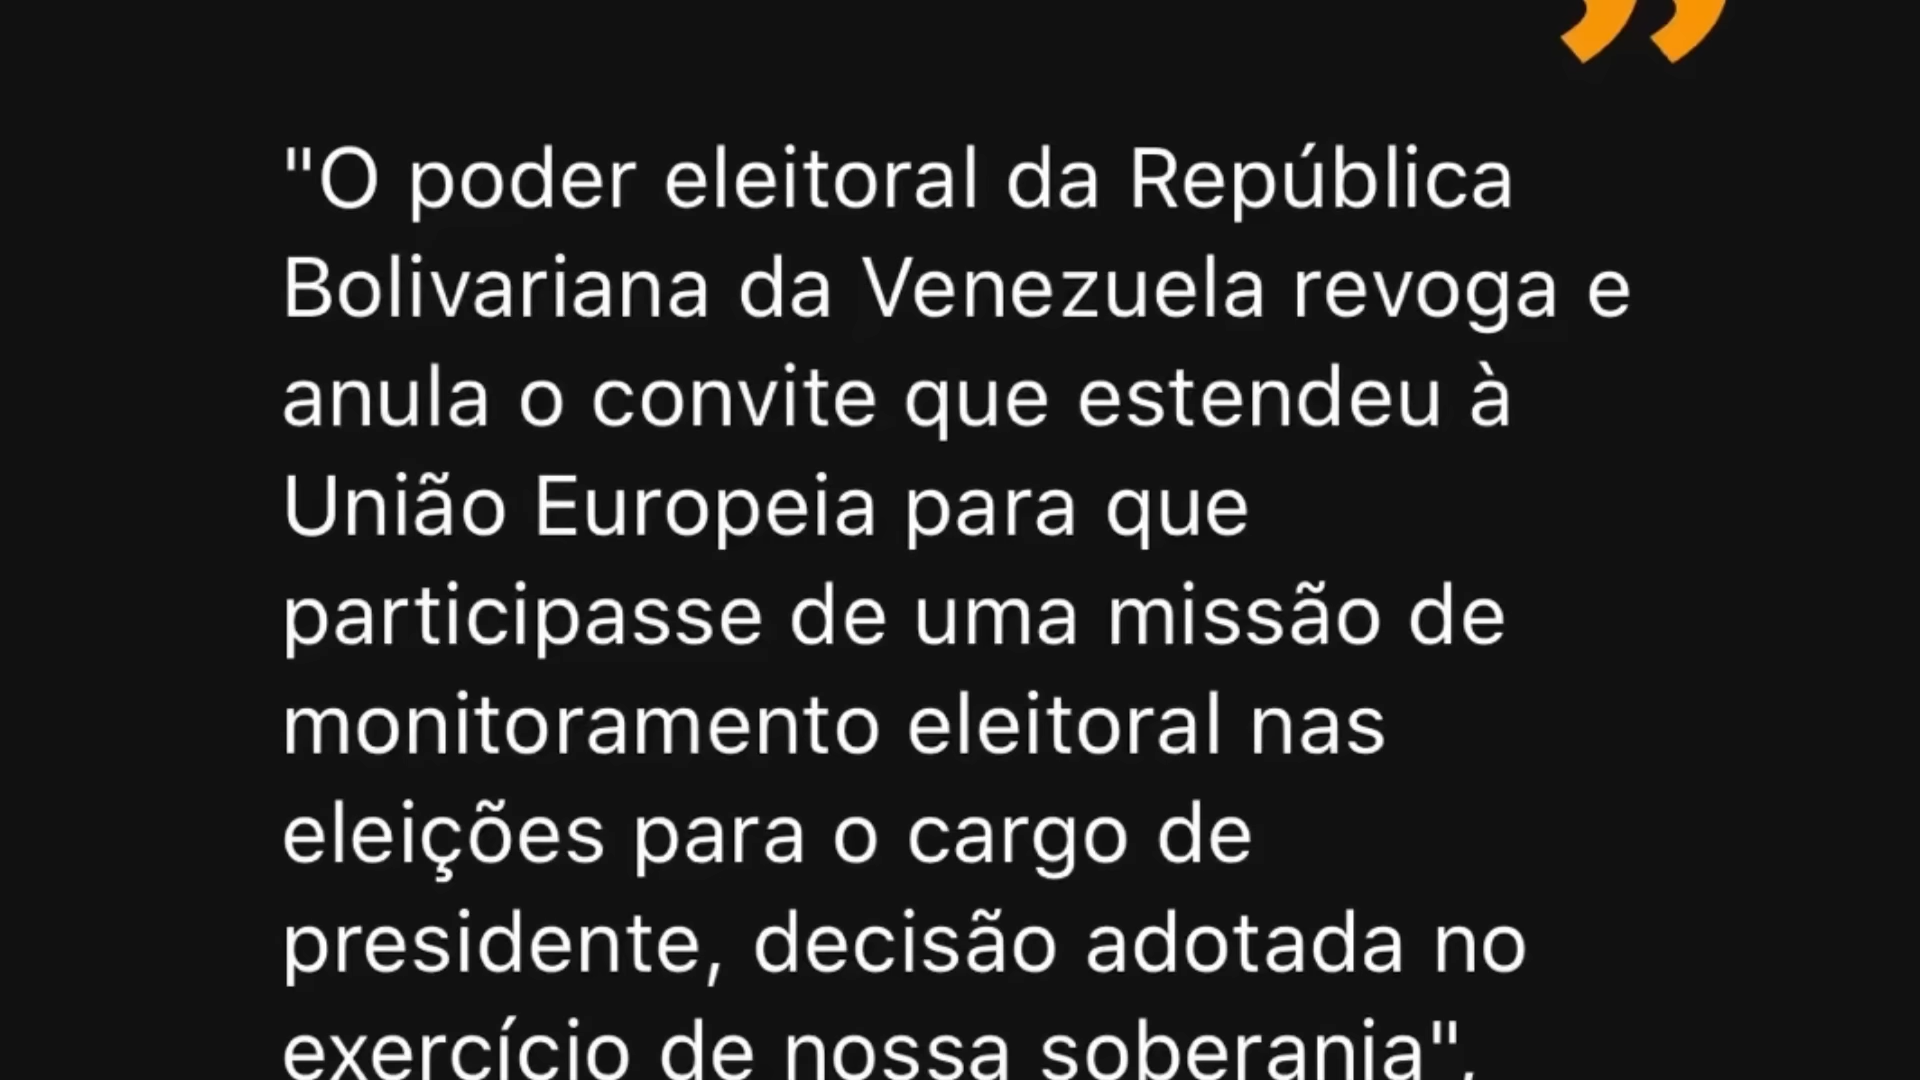 ”
"O poder eleitoral da República
Bolivariana da Venezuela revoga e
anula o convite que estendeu à
União Europeia para que
participasse de uma missão de
monitoramento eleitoral nas
eleições para o cargo de
presidente, decisão adotada no
exercício de nossa soberania",